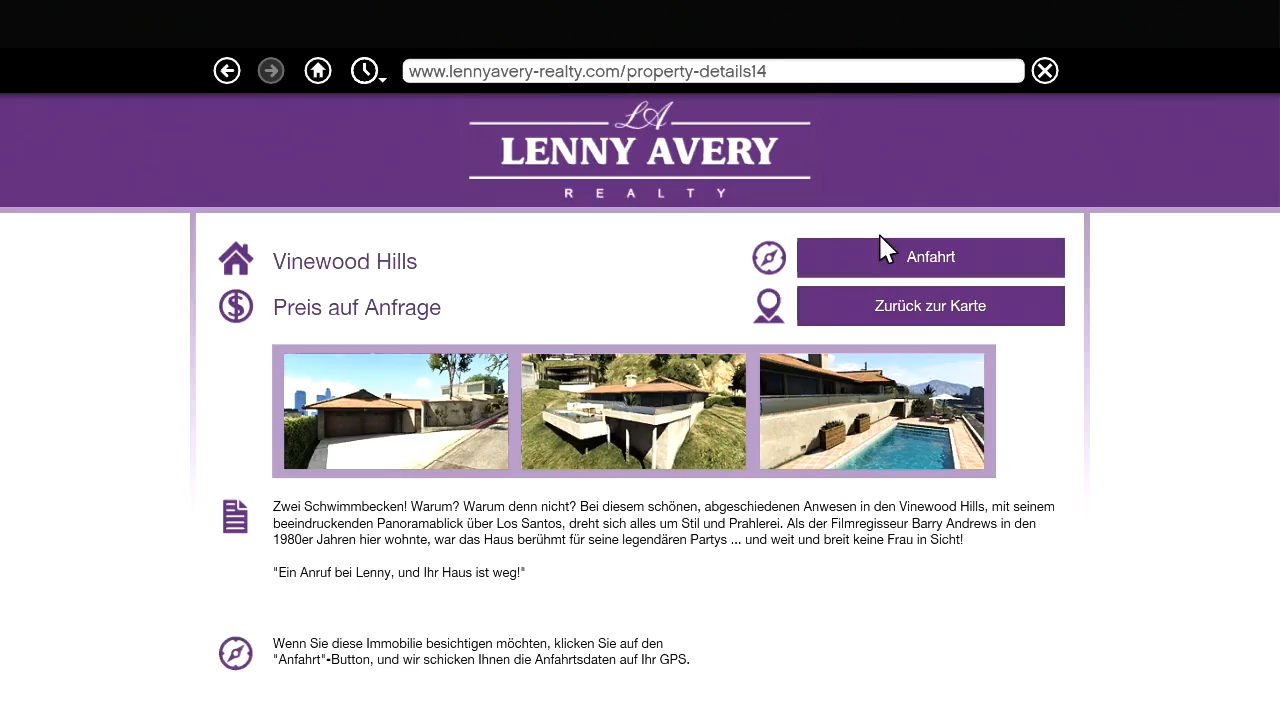 www.lennyavery-realty.com/property-details14
LA
LENNY AVERY
REALTY
Vinewood Hills
Anfahrt
Preis auf Anfrage
Zurück zur Karte
Zwei Schwimmbecken! Warum? Warum denn nicht? Bei diesem schönen, abgeschiedenen Anwesen in den Vinewood Hills, mit seinem
beeindruckenden Panoramablick über Los Santos, dreht sich alles um Stil und Prahlerei. Als der Filmregisseur Barry Andrews in den
1980er Jahren hier wohnte, war das Haus berühmt für seine legendären Partys ... und weit und breit keine Frau in Sicht!
"Ein Anruf bei Lenny, und Ihr Haus ist weg!"
Wenn Sie diese Immobilie besichtigen möchten, klicken Sie auf den
"Anfahrt"-Button, und wir schicken Ihnen die Anfahrtsdaten auf Ihr GPS.